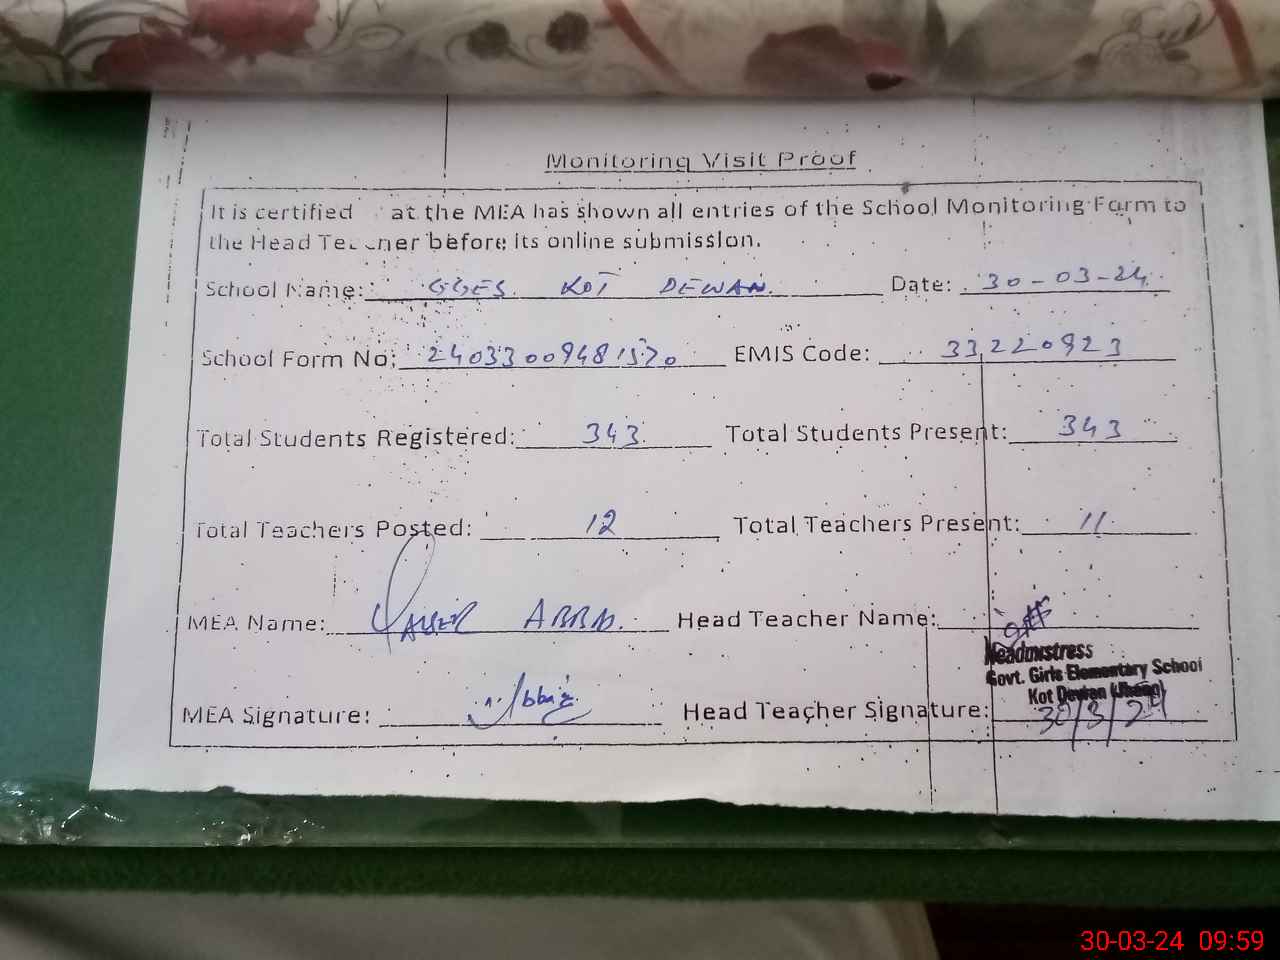 Monitoring Visit Proof
It is certified at the MEA has shown all entries of the School Monitoring Form to
the Head before its online submission.
School Name: GGES KOT DEWAN Date: 30-03-24
School Form No: EMIS Code: 33220923
Total Students Registered: 343 Total Students Present: 343
Total Teachers Posted: 12 Total Teachers Present: 11
MEA Name: Head Teacher Name:
Headmistress
Govt. Girls Elementary School
Kot Dewan (Jhang)
MEA Signature: Head Teacher Signature: 30/3/24
30-03-24 09:59